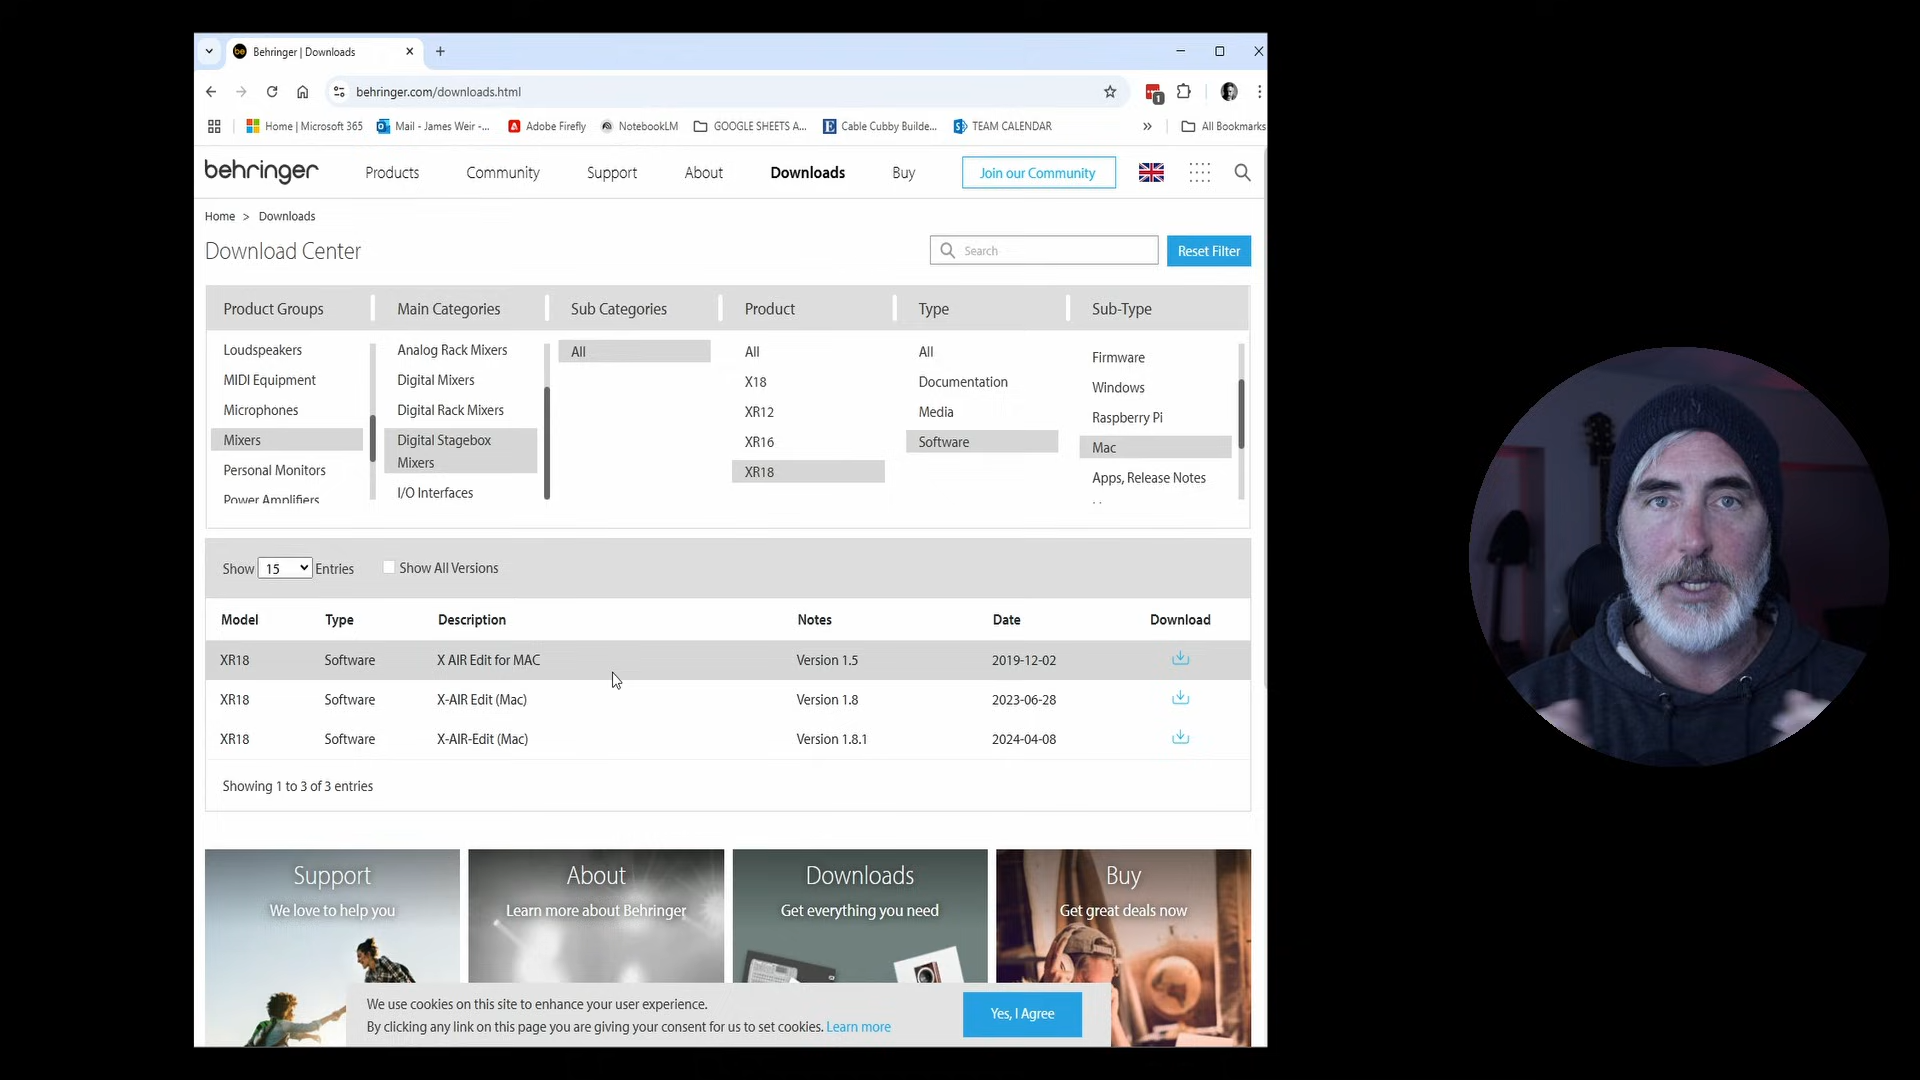 Behringer | Downloads
behringer.com/downloads.html
1
Home | Microsoft 365
Mail - James Weir -...
Adobe Firefly
NotebookLM
GOOGLE SHEETS A...
Cable Cubby Builde...
TEAM CALENDAR
All Bookmarks
behringer
Products
Community
Support
About
Downloads
Buy
Join our Community
Home > Downloads
Download Center
Search
Reset Filter
Product Groups
Main Categories
Sub Categories
Product
Type
Sub-Type
Loudspeakers
MIDI Equipment
Microphones
Mixers
Personal Monitors
Power Amplifiers
Analog Rack Mixers
Digital Mixers
Digital Rack Mixers
Digital Stagebox
Mixers
I/O Interfaces
All
All
X18
XR12
XR16
XR18
All
Documentation
Media
Software
Firmware
Windows
Raspberry Pi
Mac
Apps, Release Notes
Show 15 Entries
Show All Versions
Model Type Description Notes Date Download
XR18 Software X AIR Edit for MAC Version 1.5 2019-12-02
XR18 Software X-AIR Edit (Mac) Version 1.8 2023-06-28
XR18 Software X-AIR-Edit (Mac) Version 1.8.1 2024-04-08
Showing 1 to 3 of 3 entries
Support
We love to help you
About
Learn more about Behringer
Downloads
Get everything you need
Buy
Get great deals now
We use cookies on this site to enhance your user experience.
By clicking any link on this page you are giving your consent for us to set cookies. Learn more
Yes, I Agree